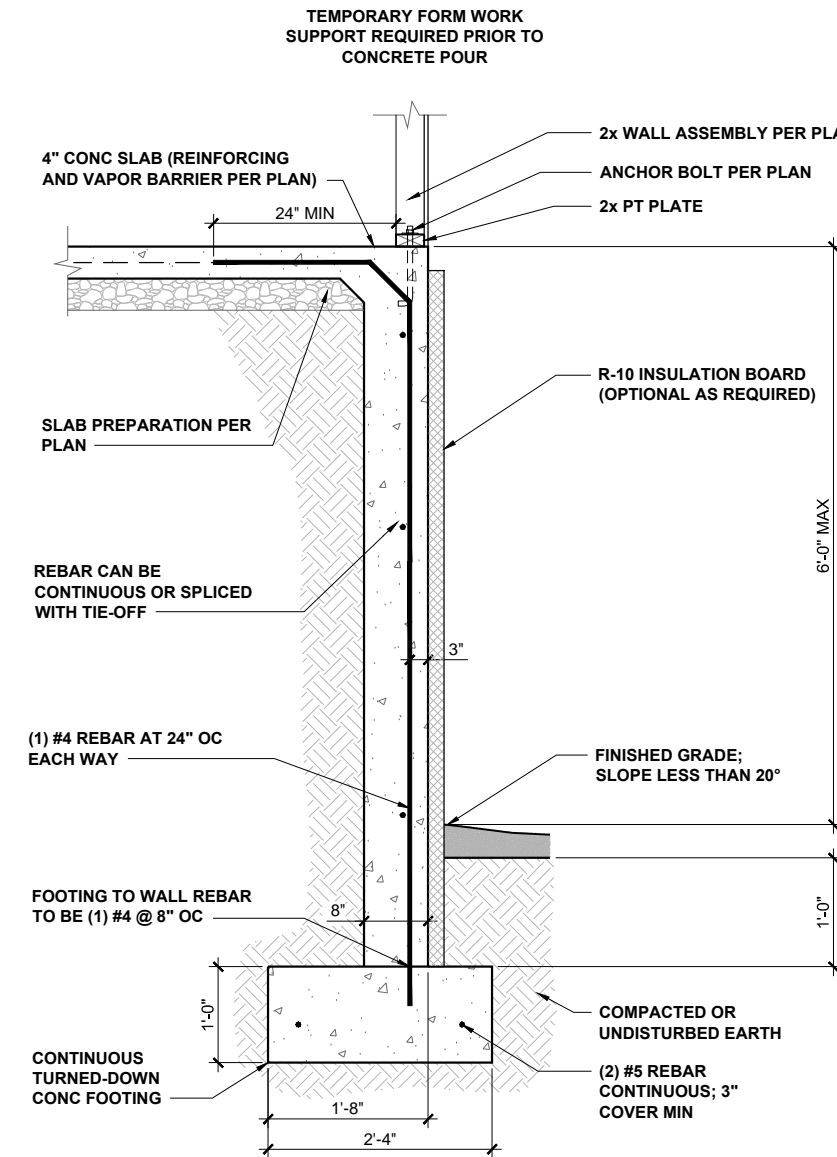 TEMPORARY FORM WORK
SUPPORT REQUIRED PRIOR TO
CONCRETE POUR
2x WALL ASSEMBLY PER
4" CONC SLAB (REINFORCING
AND VAPOR BARRIER PER PLAN)
ANCHOR BOLT PER PLAN
24" MIN
2x PT PLATE
R-10 INSULATION BOARD
(OPTIONAL AS REQUIRED)
SLAB PREPARATION PER
PLAN
6'-0" MAX
REBAR CAN BE
CONTINUOUS OR SPLICED
WITH TIE-OFF
3"
(1) #4 REBAR AT 24" OC
EACH WAY
FINISHED GRADE;
SLOPE LESS THAN 20°
FOOTING TO WALL REBAR
TO BE (1) #4 @ 8" OC
8"
1'-0"
1'-0"
COMPACTED OR
UNDISTURBED EARTH
CONTINUOUS
TURNED-DOWN
CONC FOOTING
(2) #5 REBAR
CONTINUOUS; 3"
COVER MIN
1'-8"
2'-4"